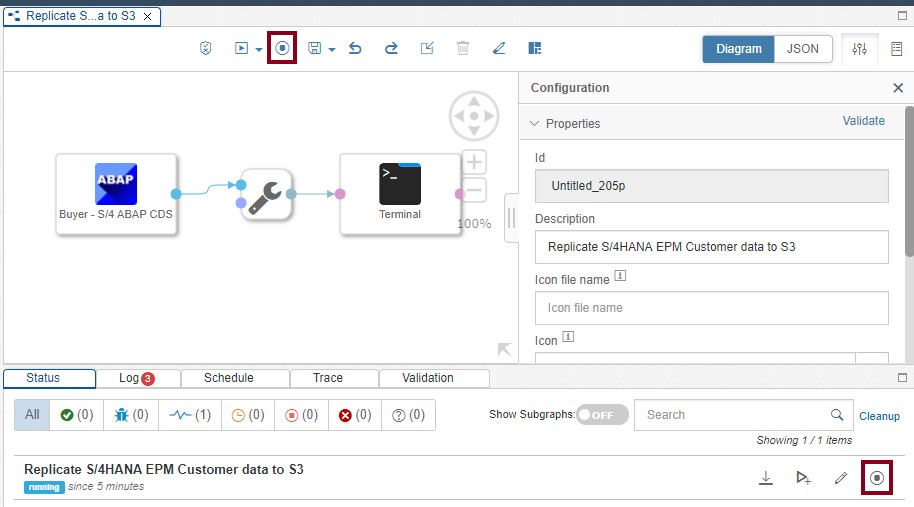 Replicate S...a to S3
Diagram
JSON
Configuration
Properties
Validate
Id
Untitled_205p
Description
Replicate S/4HANA EPM Customer data to S3
Icon file name
Icon file name
Icon
ABAP
Buyer - S/4 ABAP CDS
>_
Terminal
100%
Status
Log 3
Schedule
Trace
Validation
All
(0)
(0)
(1)
(0)
(0)
(0)
(0)
Show Subgraphs: OFF
Search
Cleanup
Showing 1 / 1 items
Replicate S/4HANA EPM Customer data to S3
running since 5 minutes